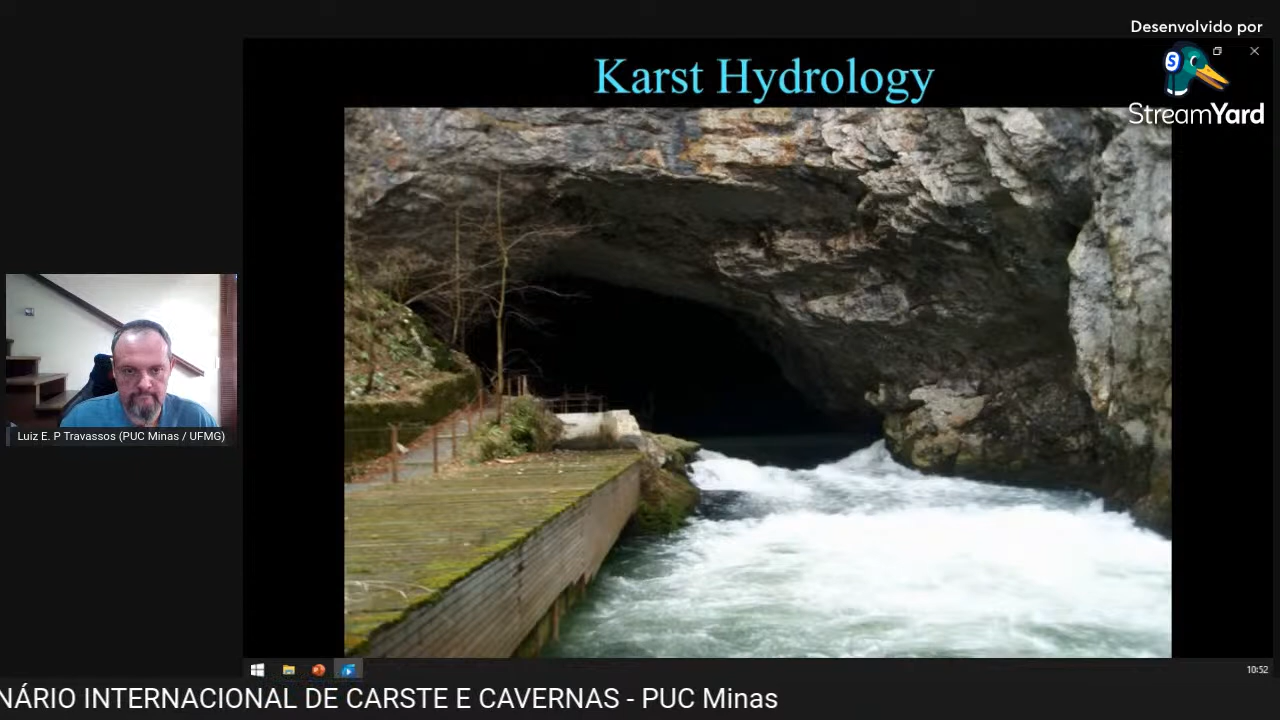 Desenvolvido por
StreamYard
Karst Hydrology
Luiz E. P Travassos (PUC Minas / UFMG)
10:52
NÁRIO INTERNACIONAL DE CARSTE E CAVERNAS - PUC Minas